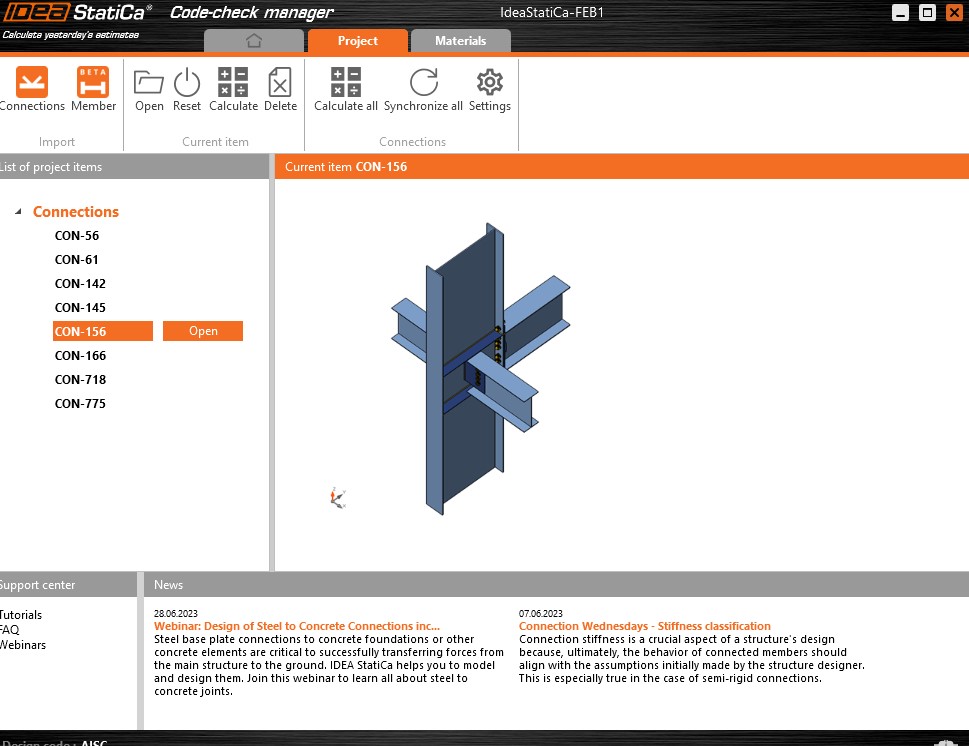 IDEA StatiCa® Code-check manager IdeaStatiCa-FEB1
Calculate yesterday's estimates
Project Materials
Connections Member Open Reset Calculate Delete Calculate all Synchronize all Settings
BETA
Import Current item Connections
List of project items
Current item CON-156
Connections
CON-56
CON-61
CON-142
CON-145
CON-156 Open
CON-166
CON-718
CON-775
Support center
Tutorials
FAQ
Webinars
News
28.06.2023
Webinar: Design of Steel to Concrete Connections inc...
Steel base plate connections to concrete foundations or other
concrete elements are critical to successfully transferring forces from
the main structure to the ground. IDEA StatiCa helps you to model
and design them. Join this webinar to learn all about steel to
concrete joints.
07.06.2023
Connection Wednesdays - Stiffness classification
Connection stiffness is a crucial aspect of a structure's design
because, ultimately, the behavior of connected members should
align with the assumptions initially made by the structure designer.
This is especially true in the case of semi-rigid connections.
Design code : AISC